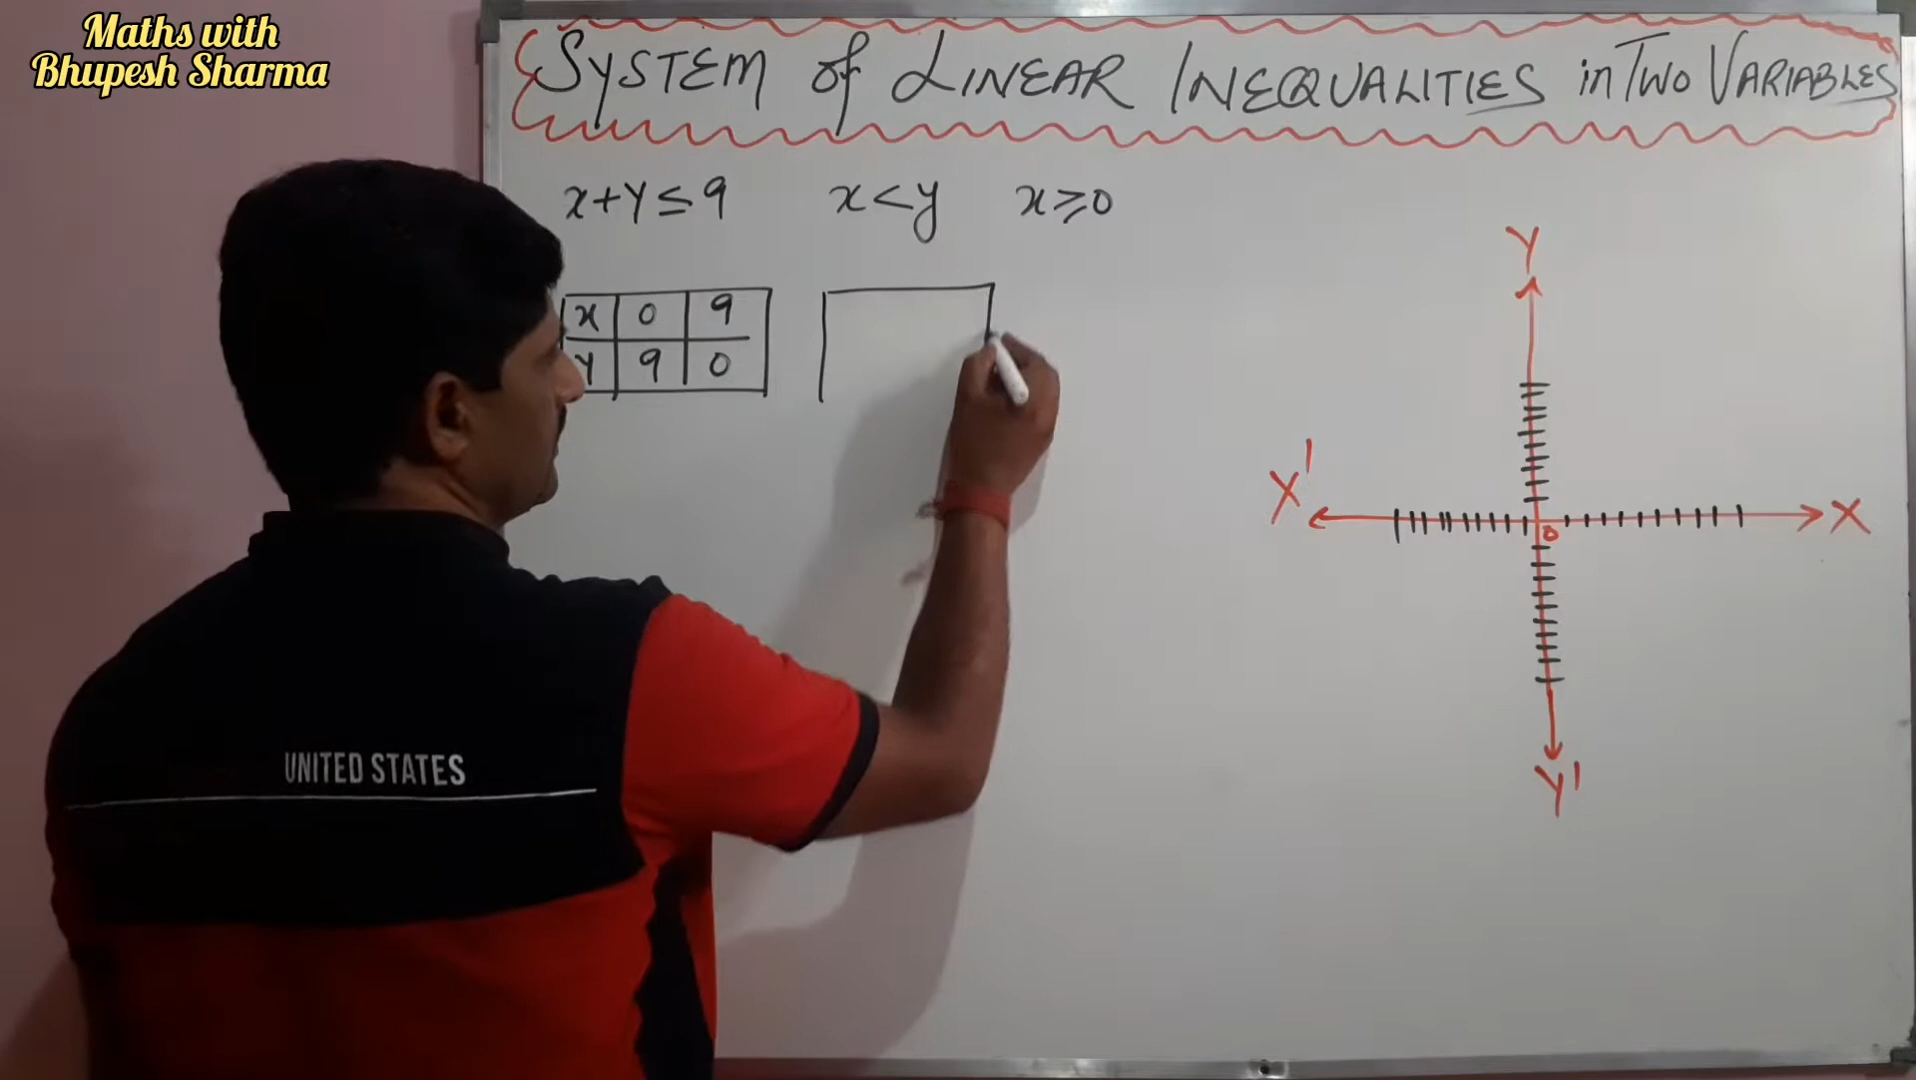 Maths with
Bhupesh Sharma
SYSTEM of LINEAR INEQUALITIES in TWO VARIABLES
x+y≤9 x<y x≥0
x 0 9
y 9 0
Y
X' 0 X
Y'
UNITED STATES